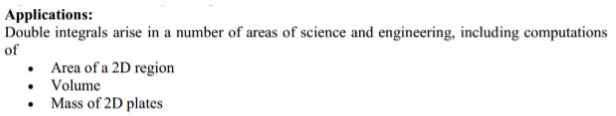 Applications:
Double integrals arise in a number of areas of science and engineering, including computations
of
• Area of a 2D region
• Volume
• Mass of 2D plates